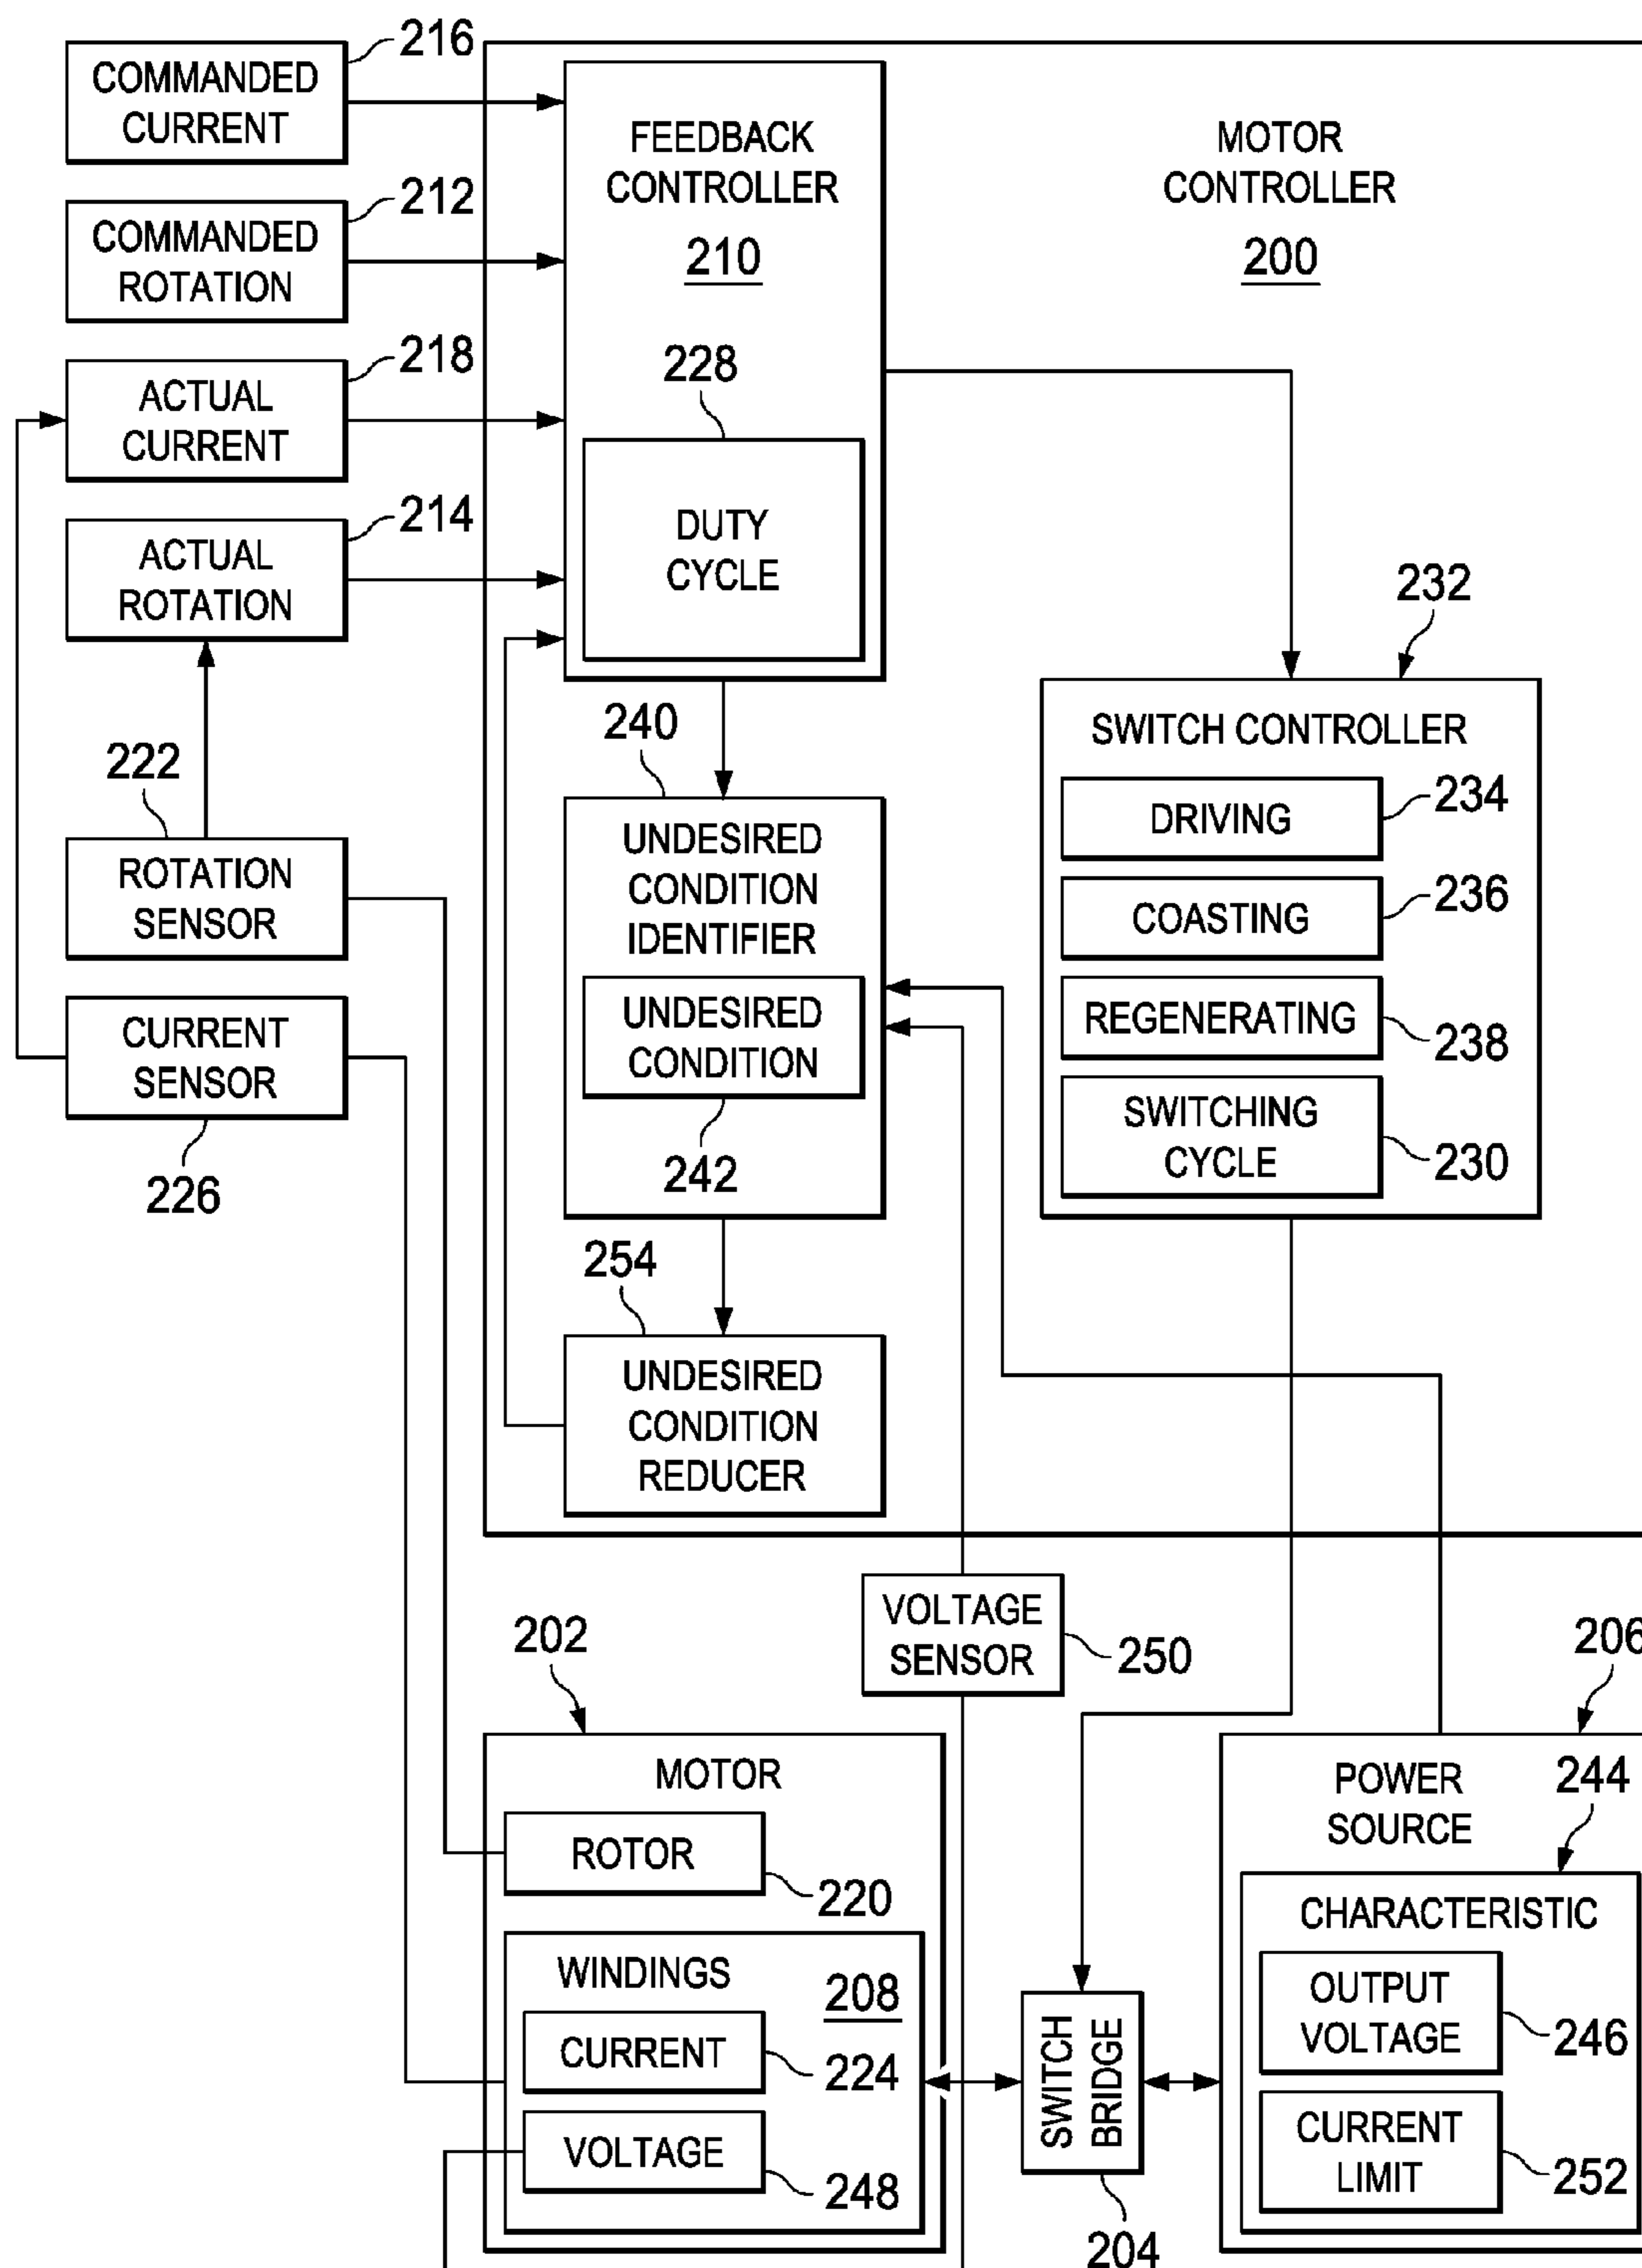 216
COMMANDED
CURRENT
212
COMMANDED
ROTATION
218
ACTUAL
CURRENT
214
ACTUAL
ROTATION
222
ROTATION
SENSOR
CURRENT
SENSOR
226
FEEDBACK
CONTROLLER
210
228
DUTY
CYCLE
MOTOR
CONTROLLER
200
240
UNDESIRED
CONDITION
IDENTIFIER
UNDESIRED
CONDITION
242
254
UNDESIRED
CONDITION
REDUCER
232
SWITCH CONTROLLER
DRIVING
234
COASTING
236
REGENERATING
238
SWITCHING
CYCLE
230
VOLTAGE
SENSOR
250
202
MOTOR
ROTOR
220
WINDINGS
208
CURRENT
224
VOLTAGE
248
SWITCH
BRIDGE
204
206
POWER
SOURCE
244
CHARACTERISTIC
OUTPUT
VOLTAGE
246
CURRENT
LIMIT
252